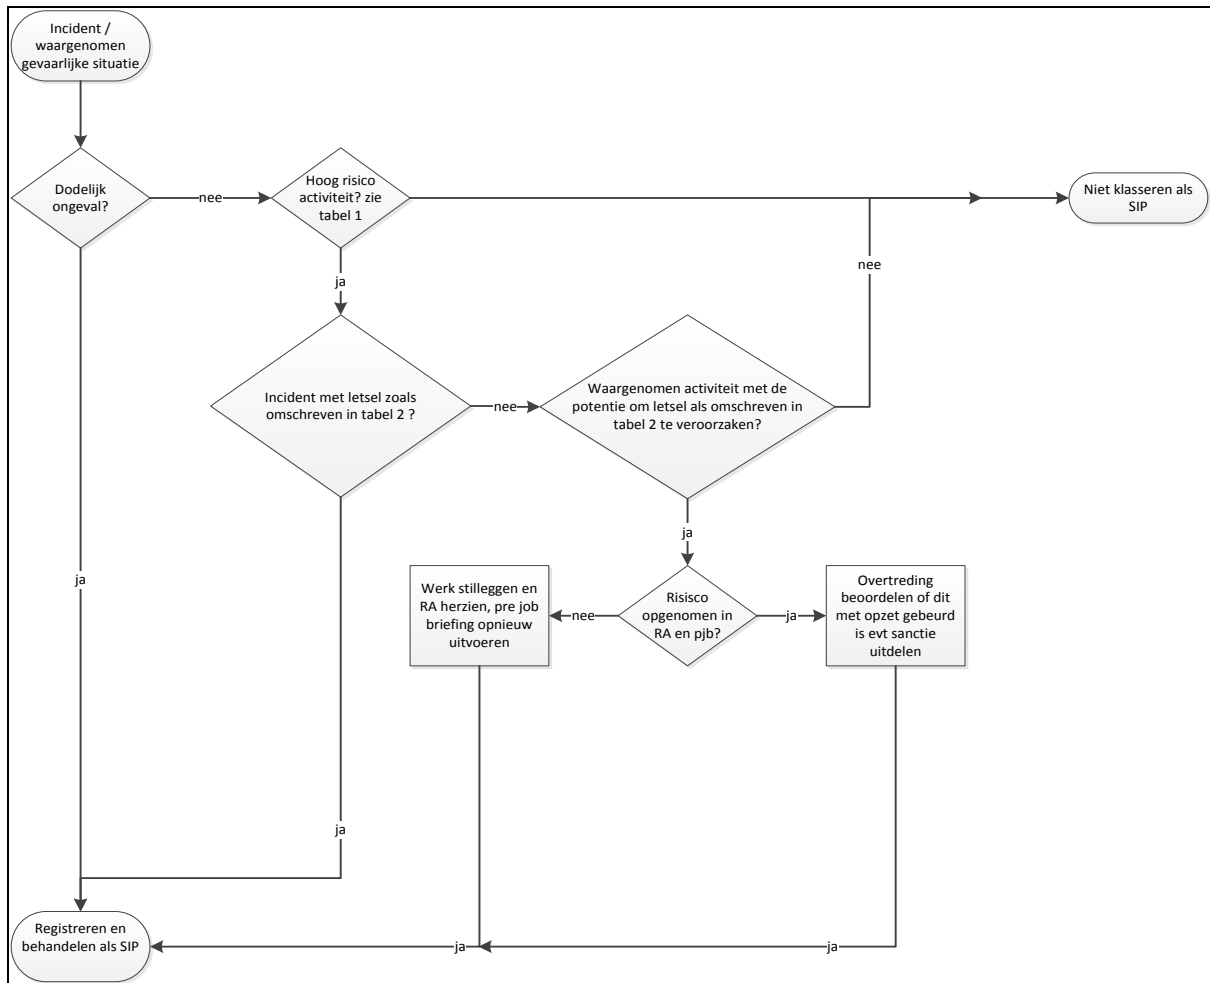 Incident /
waargenomen
gevaarlijke situatie
Dodelijk
ongeval?
nee
Hoog risico
activiteit? zie
tabel 1
Niet klasseren als
SIP
nee
ja
Incident met letsel zoals
omschreven in tabel 2 ?
nee
Waargenomen activiteit met de
potentie om letsel als omschreven in
tabel 2 te veroorzaken?
ja
ja
Werk stilleggen en
RA herzien, pre job
briefing opnieuw
uitvoeren
nee
Risisco
opgenomen in
RA en pjb?
ja
Overtreding
beoordelen of dit
met opzet gebeurd
is evt sanctie
uitdelen
ja
Registreren en
behandelen als SIP
ja
ja